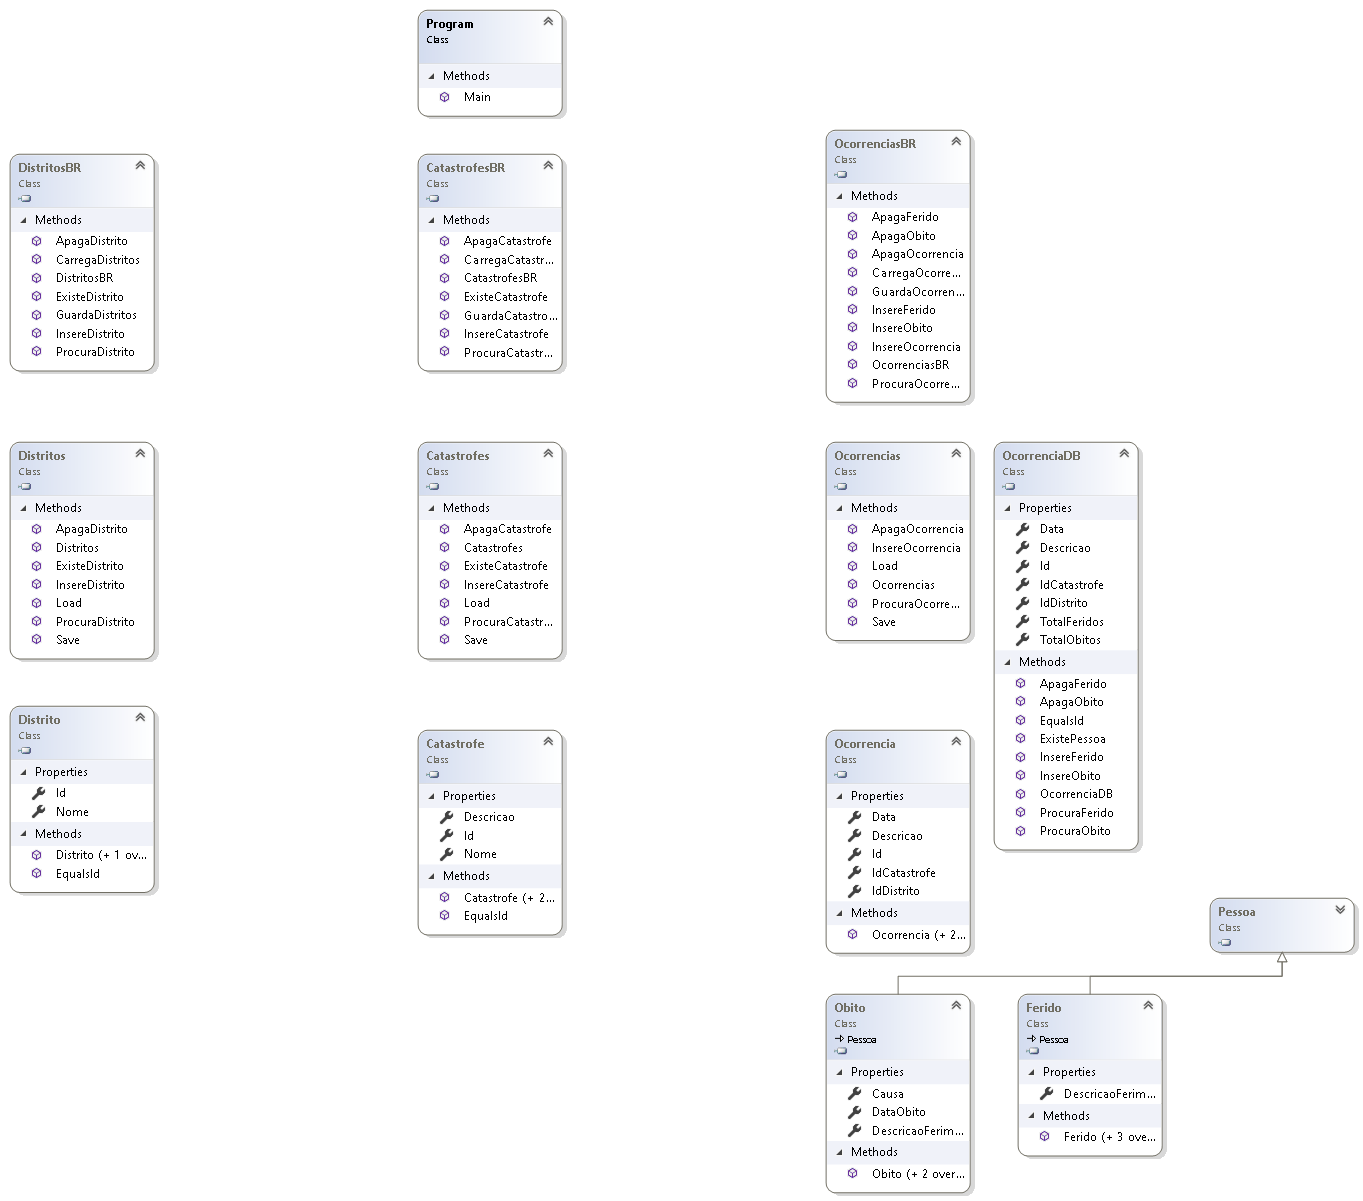 Program
Class
Methods
Main
DistritosBR
Class
Methods
ApagaDistrito
CarregaDistritos
DistritosBR
ExisteDistrito
GuardaDistritos
InsereDistrito
ProcuraDistrito
CatastrofesBR
Class
Methods
ApagaCatastrofe
CarregaCatastr...
CatastrofesBR
ExisteCatastrofe
GuardaCatastro...
InsereCatastrofe
ProcuraCatastr...
OcorrenciasBR
Class
Methods
ApagaFerido
ApagaObito
ApagaOcorrencia
CarregaOcorre...
GuardaOcorren...
InsereFerido
InsereObito
InsereOcorrencia
OcorrenciasBR
ProcuraOcorre...
Distritos
Class
Methods
ApagaDistrito
Distritos
ExisteDistrito
InsereDistrito
Load
ProcuraDistrito
Save
Catastrofes
Class
Methods
ApagaCatastrofe
Catastrofes
ExisteCatastrofe
InsereCatastrofe
Load
ProcuraCatastr...
Save
Ocorrencias
Class
Methods
ApagaOcorrencia
InsereOcorrencia
Load
Ocorrencias
ProcuraOcorre...
Save
OcorrenciaDB
Class
Properties
Data
Descricao
Id
IdCatastrofe
IdDistrito
TotalFeridos
TotalObitos
Methods
ApagaFerido
ApagaObito
EqualsId
ExistePessoa
InsereFerido
InsereObito
OcorrenciaDB
ProcuraFerido
ProcuraObito
Distrito
Class
Properties
Id
Nome
Methods
Distrito (+ 1 ov...
EqualsId
Catastrofe
Class
Properties
Descricao
Id
Nome
Methods
Catastrofe (+ 2...
EqualsId
Ocorrencia
Class
Properties
Data
Descricao
Id
IdCatastrofe
IdDistrito
Methods
Ocorrencia (+ 2...
Pessoa
Class
Obito
Class
Pessoa
Properties
Causa
DataObito
DescricaoFerim...
Methods
Obito (+ 2 over...
Ferido
Class
Pessoa
Properties
DescricaoFerim...
Methods
Ferido (+ 3 ove...